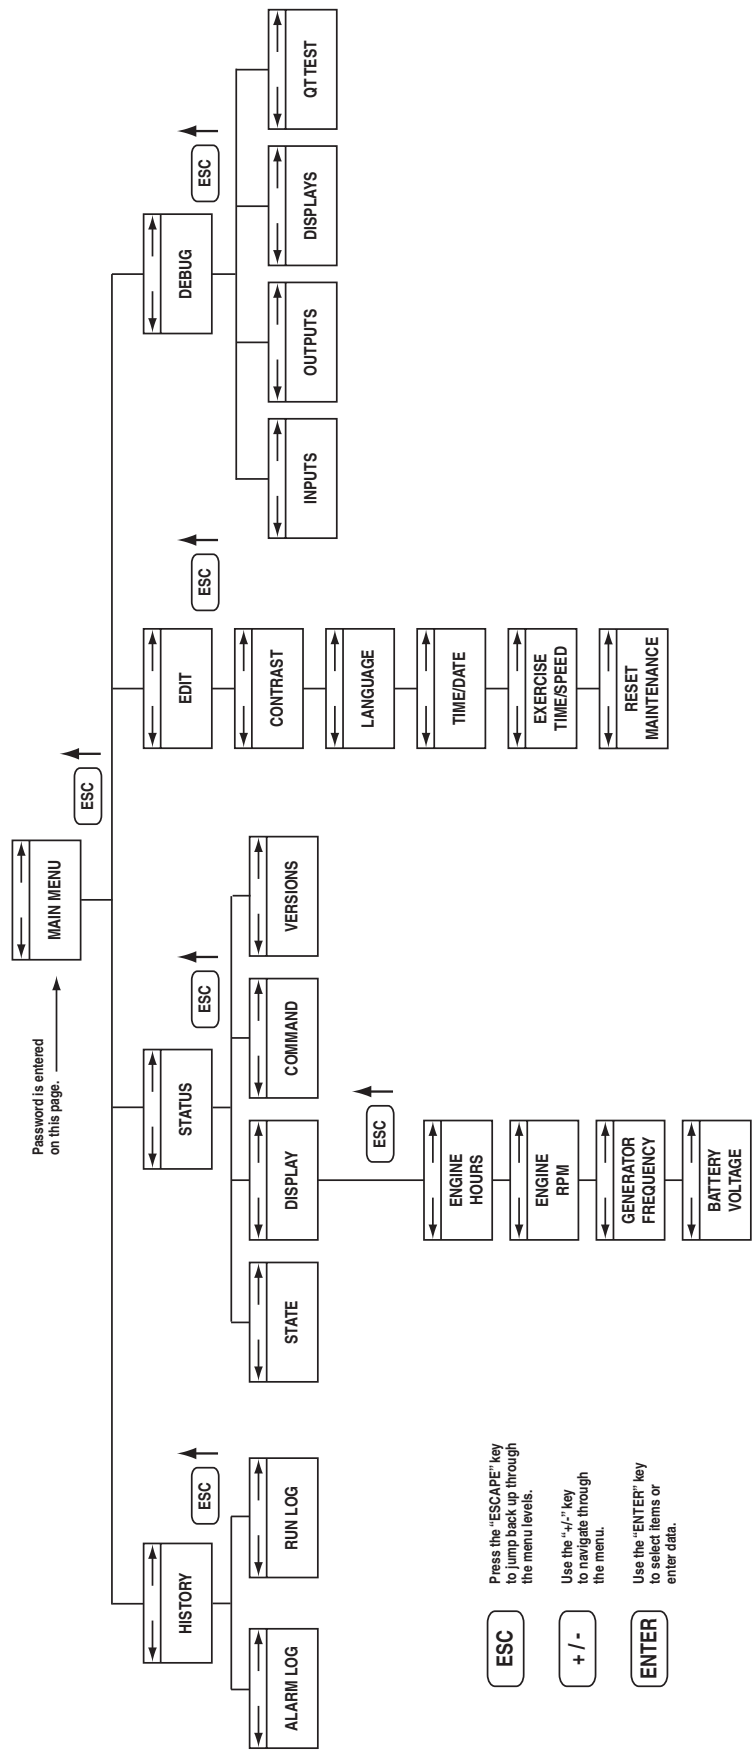 MAIN MENU
Password is entered
on this page.
ESC
HISTORY
STATUS
EDIT
DEBUG
ESC
ESC
ESC
ESC
ALARM LOG
RUN LOG
STATE
DISPLAY
COMMAND
VERSIONS
CONTRAST
INPUTS
OUTPUTS
DISPLAYS
QT TEST
LANGUAGE
TIME/DATE
EXERCISE
TIME/SPEED
RESET
MAINTENANCE
ESC
ENGINE
HOURS
ENGINE
RPM
GENERATOR
FREQUENCY
BATTERY
VOLTAGE
ESC
Press the “ESCAPE” key
to jump back up through
the menu levels.
+ / -
Use the “+/-” key
to navigate through
the menu.
ENTER
Use the “ENTER” key
to select items or
enter data.